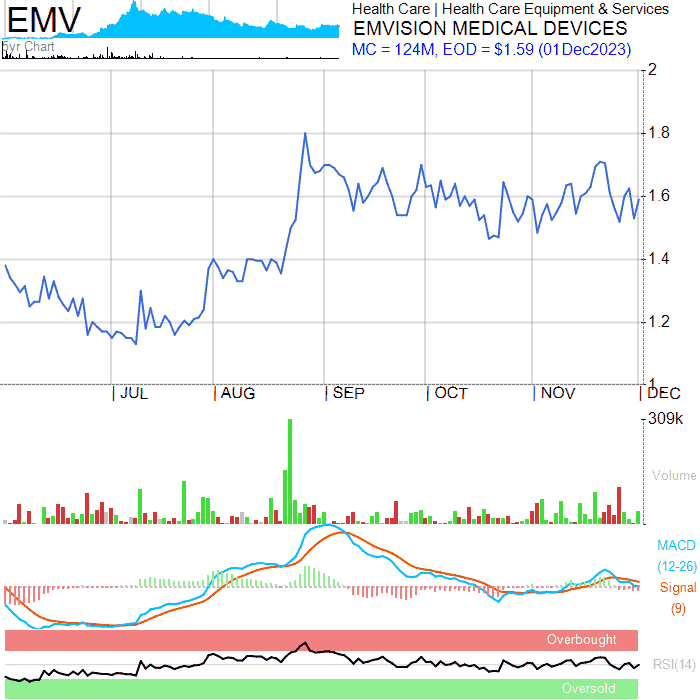 EMV
Health Care | Health Care Equipment & Services
EMVISION MEDICAL DEVICES
MC = 124M, EOD = $1.59 (01Dec2023)
5yr Chart
2
1.8
1.6
1.4
1.2
1
JUL AUG SEP OCT NOV DEC
309k
Volume
MACD
(12-26)
Signal
(9)
Overbought
RSI(14)
Oversold